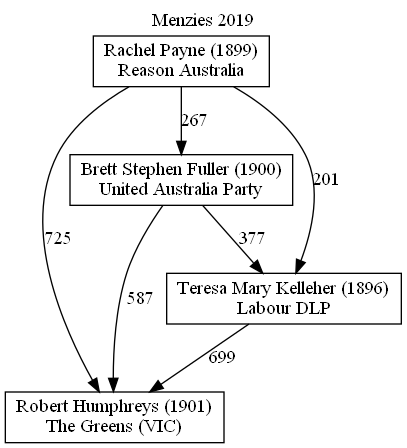 Menzies 2019
Rachel Payne (1899)
Reason Australia
267
Brett Stephen Fuller (1900)
United Australia Party
201
725
377
587
Teresa Mary Kelleher (1896)
Labour DLP
699
Robert Humphreys (1901)
The Greens (VIC)